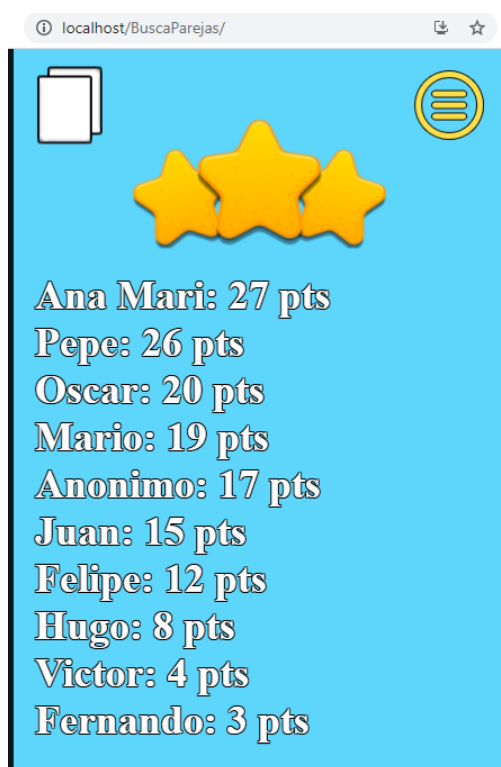 localhost/BuscaParejas/
Ana Mari: 27 pts
Pepe: 26 pts
Oscar: 20 pts
Mario: 19 pts
Anonimo: 17 pts
Juan: 15 pts
Felipe: 12 pts
Hugo: 8 pts
Victor: 4 pts
Fernando: 3 pts